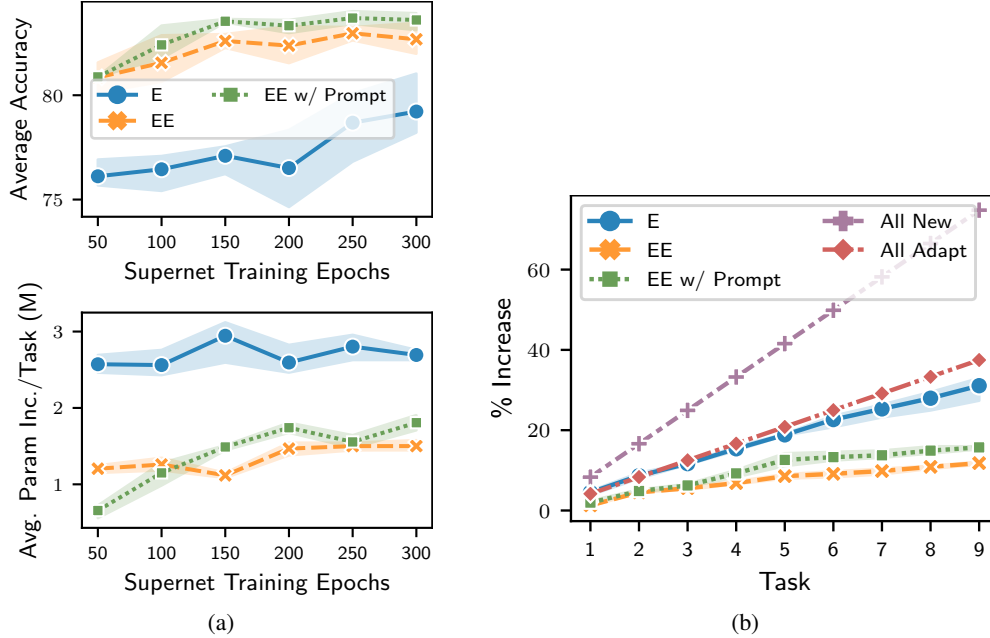 Average Accuracy
80
75
E
EE
EE w/ Prompt
50 100 150 200 250 300
Supernet Training Epochs
Avg. Param Inc./Task (M)
3
2
1
50 100 150 200 250 300
Supernet Training Epochs
(a)
% Increase
60
40
20
0
E
EE
EE w/ Prompt
All New
All Adapt
1 2 3 4 5 6 7 8 9
Task
(b)